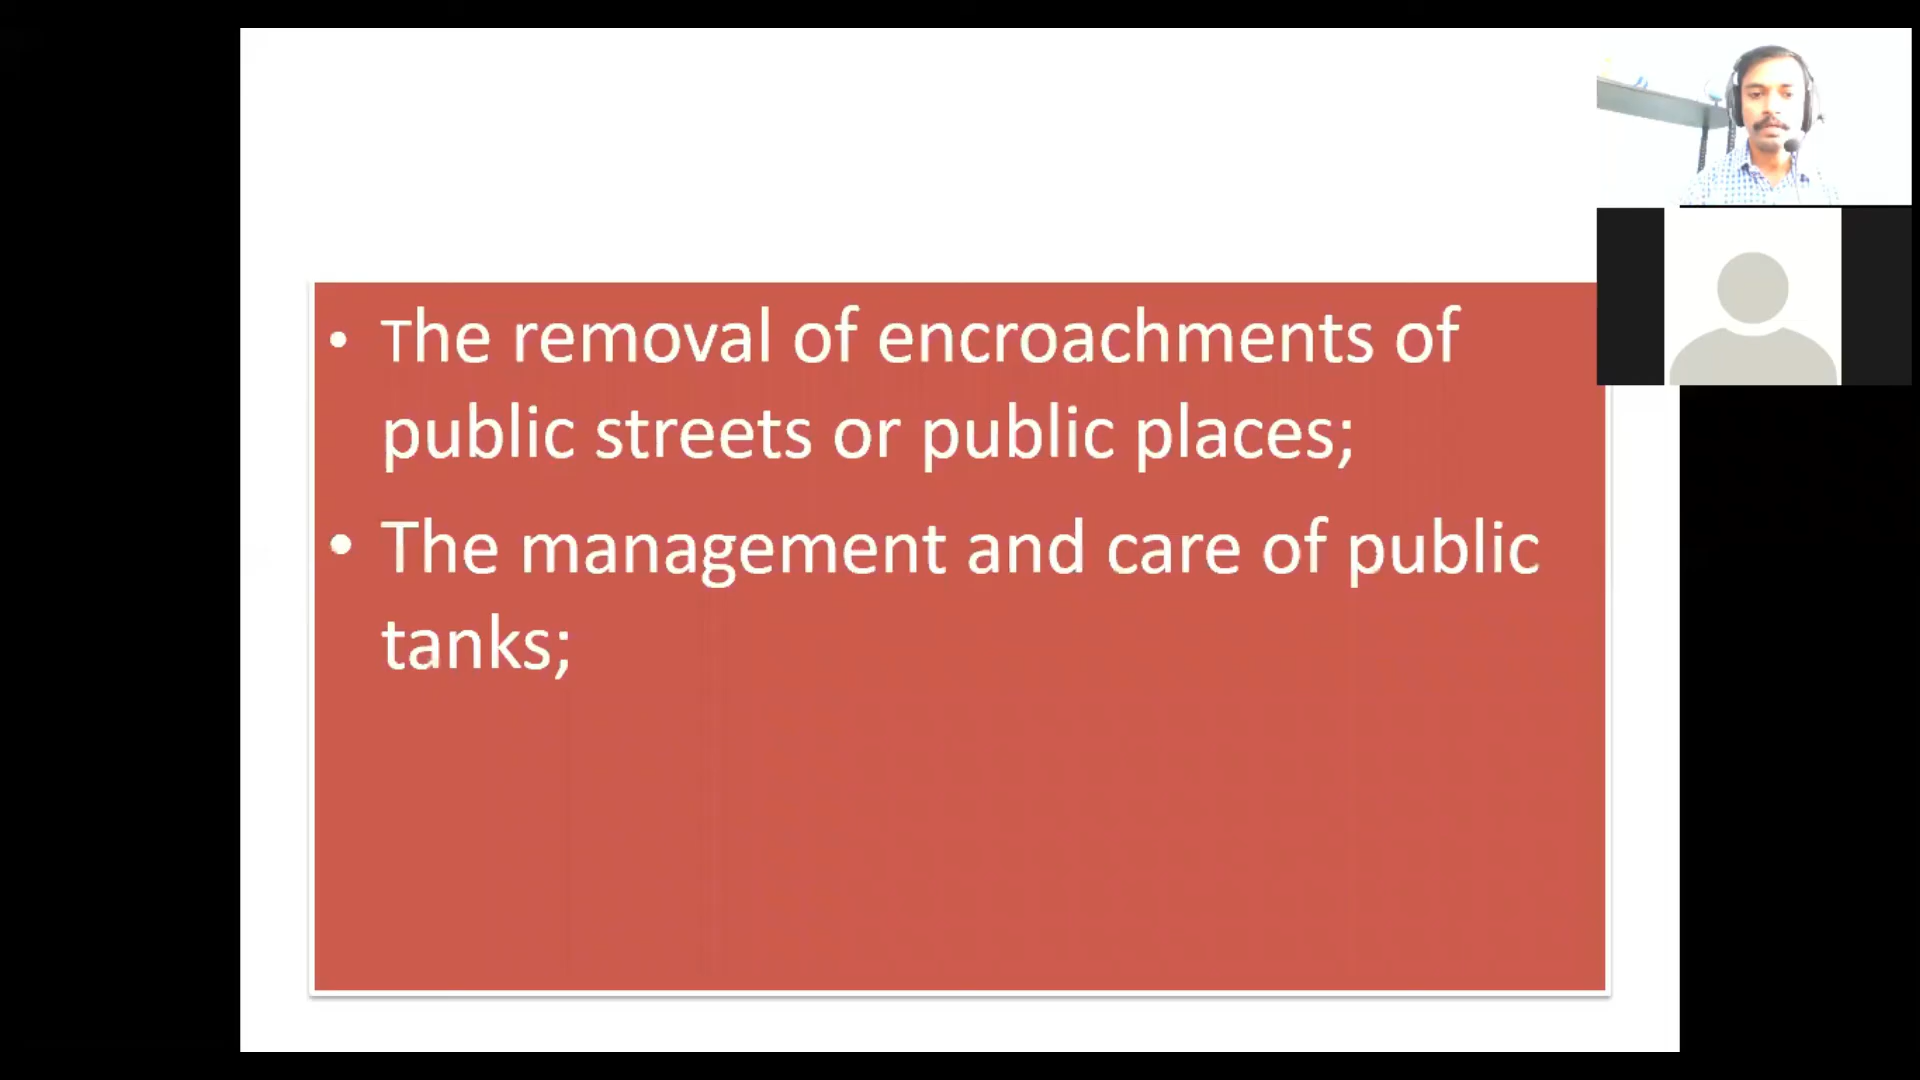 • The removal of encroachments of
public streets or public places;
• The management and care of public
tanks;